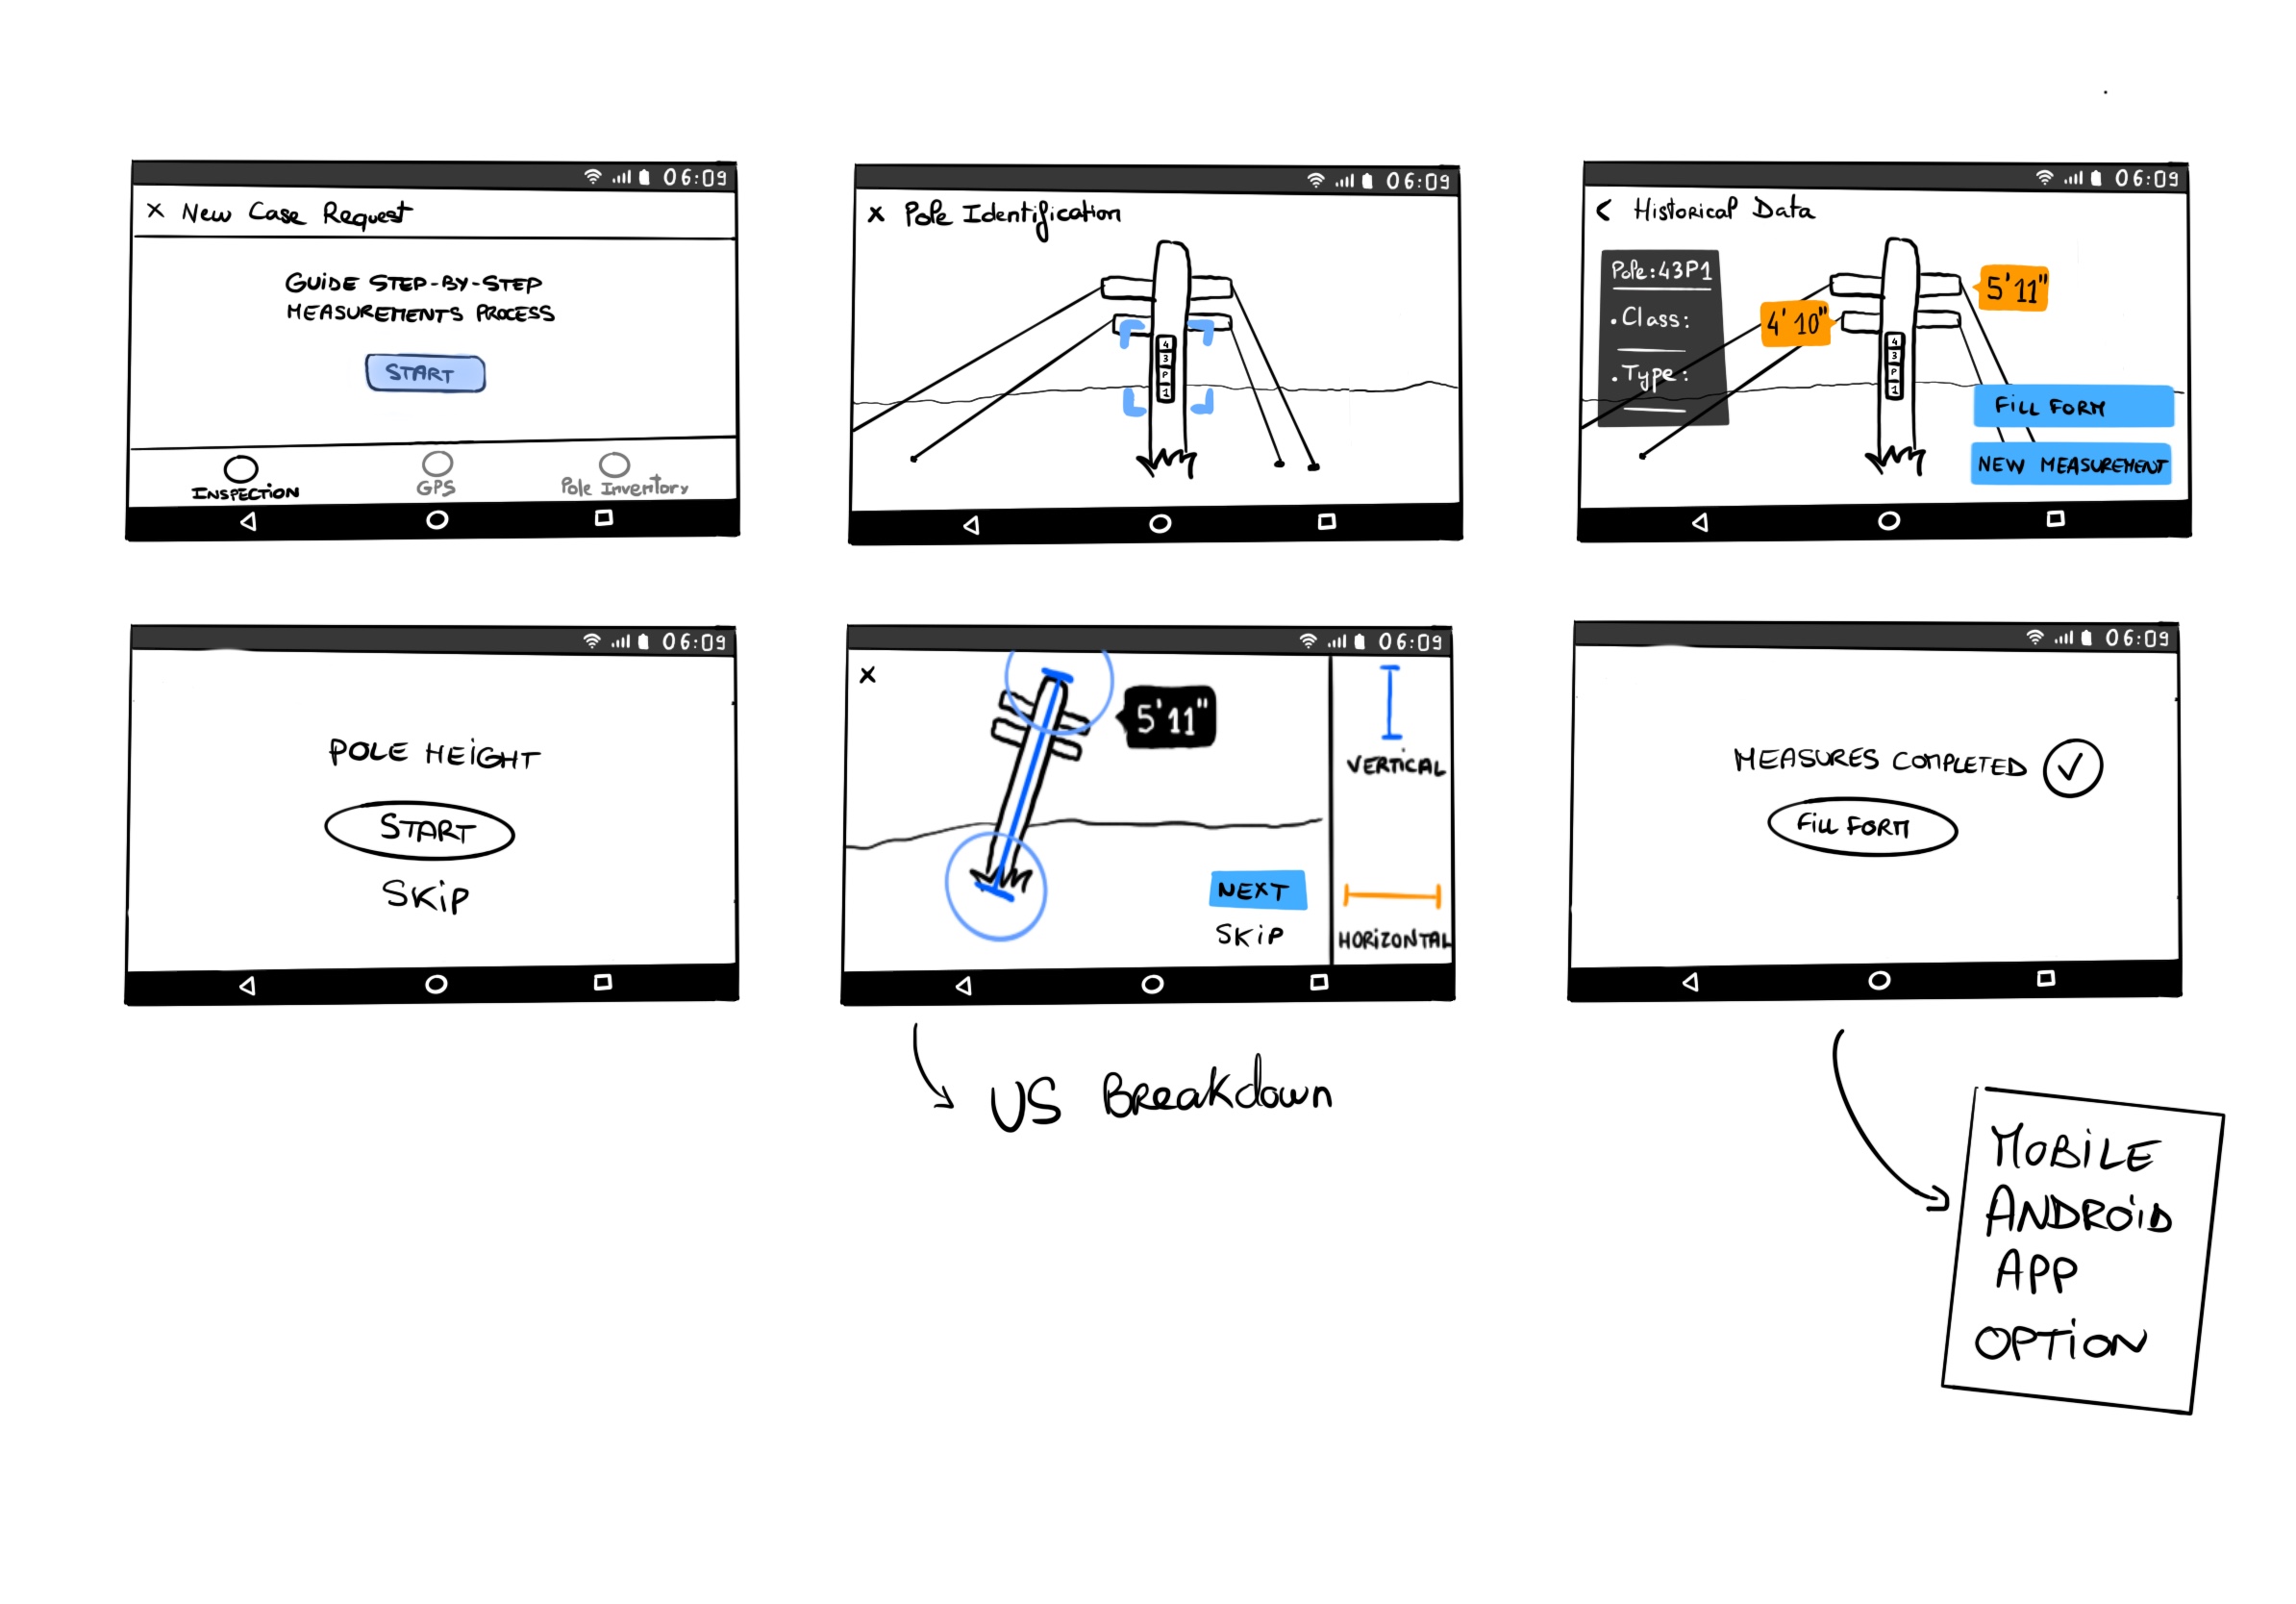 06:09
× New Case Request
GUIDE STEP-BY-STEP
MEASUREMENTS PROCESS
START
INSPECTION
GPS
Pole Inventory
06:09
× Pole Identification
4
3
P
1
06:09
< Historical Data
Pole:43P1
• Class:
• Type:
5'11"
4'10"
4
3
P
1
FILL FORM
NEW MEASUREMENT
06:09
POLE HEIGHT
START
SKIP
06:09
×
5'11"
VERTICAL
NEXT
SKIP
HORIZONTAL
06:09
MEASURES COMPLETED
FILL FORM
US Breakdown
MOBILE
ANDROID
APP
OPTION